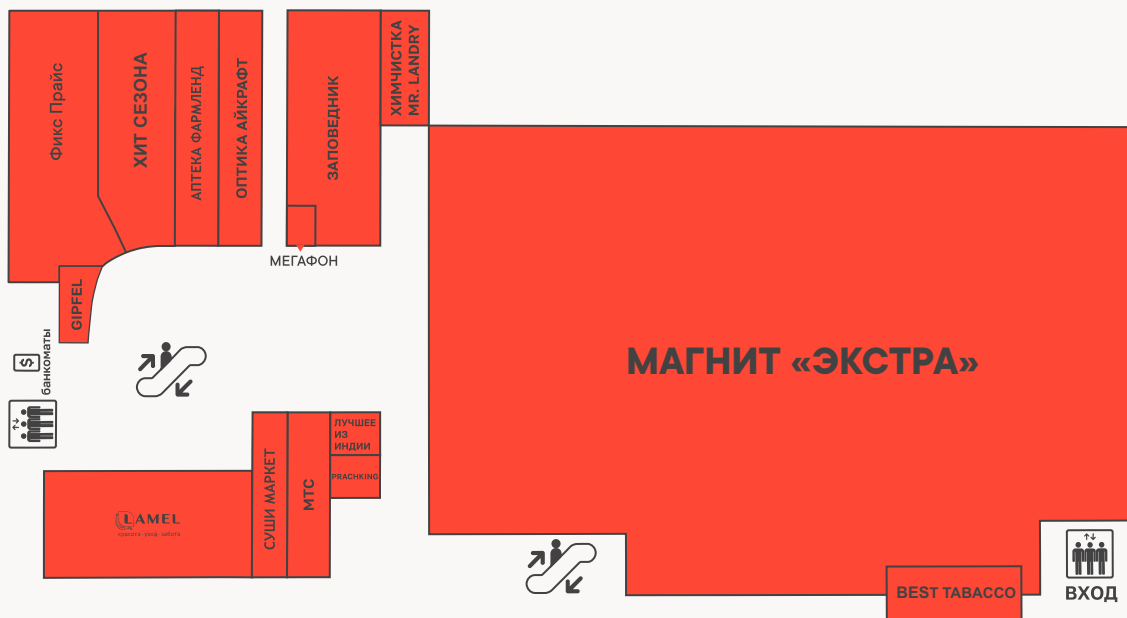 Фикс Прайс
ХИТ СЕЗОНА
АПТЕКА ФАРМЛЕНД
ОПТИКА АЙКРАФТ
ЗАПОВЕДНИК
ХИМЧИСТКА
MR. LANDRY
МЕГАФОН
GIPFEL
$
банкоматы
МАГНИТ «ЭКСТРА»
LAMEL
красота·уход·забота
СУШИ МАРКЕТ
МТС
ЛУЧШЕЕ
ИЗ
ИНДИИ
PRACHKING
BEST TABACCO
ВХОД